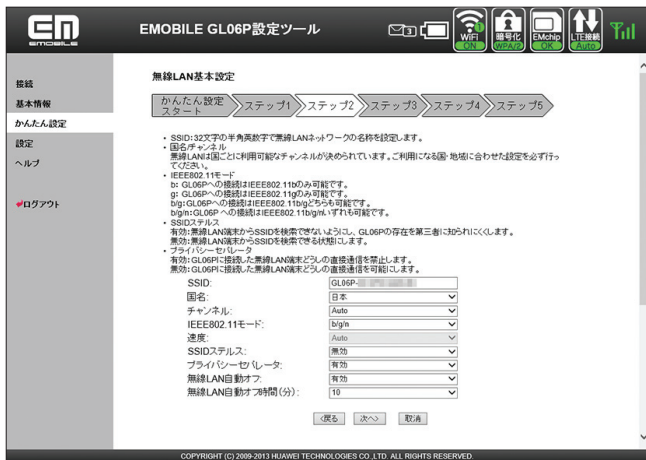 EM
EMOBILE
EMOBILE GL06P設定ツール
3
WiFi
1
ON
暗号化
WPA/2
EMchip
OK
LTE接続
Auto
接続
基本情報
かんたん設定
設定
ヘルプ
ログアウト
無線LAN基本設定
かんたん設定
スタート
ステップ1
ステップ2
ステップ3
ステップ4
ステップ5
・SSID:32文字の半角英数字で無線LANネットワークの名称を設定します。
・国名/チャンネル
無線LANは国ごとに利用可能なチャンネルが決められています。ご利用になる国・地域に合わせた設定を必ず行っ
てください。
・IEEE802.11モード
b: GL06Pへの接続はIEEE802.11bのみ可能です。
g: GL06Pへの接続はIEEE802.11gのみ可能です。
b/g:GL06Pへの接続はIEEE802.11b/gどちらも可能です。
b/g/n:GL06P への接続はIEEE802.11b/g/nいずれも可能です。
・SSIDステルス
有効:無線LAN端末からSSIDを検索できないようにし、GL06Pの存在を第三者に知られにくくします。
無効:無線LAN端末からSSIDを検索できる状態にします。
・プライバシーセパレータ
有効:GL06Pに接続した無線LAN端末どうしの直接通信を禁止します。
無効:GL06Pに接続した無線LAN端末どうしの直接通信を可能にします。
SSID: GL06P-
国名: 日本
チャンネル: Auto
IEEE802.11モード: b/g/n
速度: Auto
SSIDステルス: 無効
プライバシーセパレータ: 有効
無線LAN自動オフ: 有効
無線LAN自動オフ時間(分): 10
<戻る 次へ> 取消
COPYRIGHT (C) 2009-2013 HUAWEI TECHNOLOGIES CO.,LTD. ALL RIGHTS RESERVED.